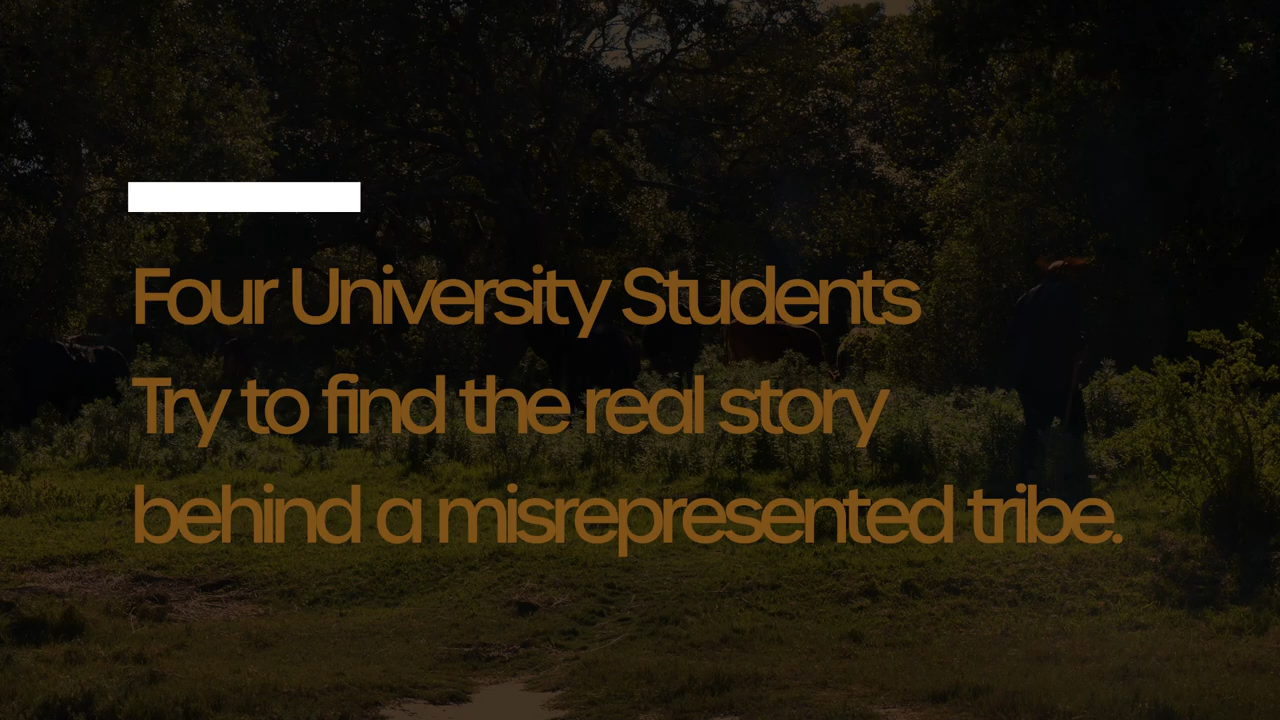 Four University Students
Try to find the real story
behind a misrepresented tribe.